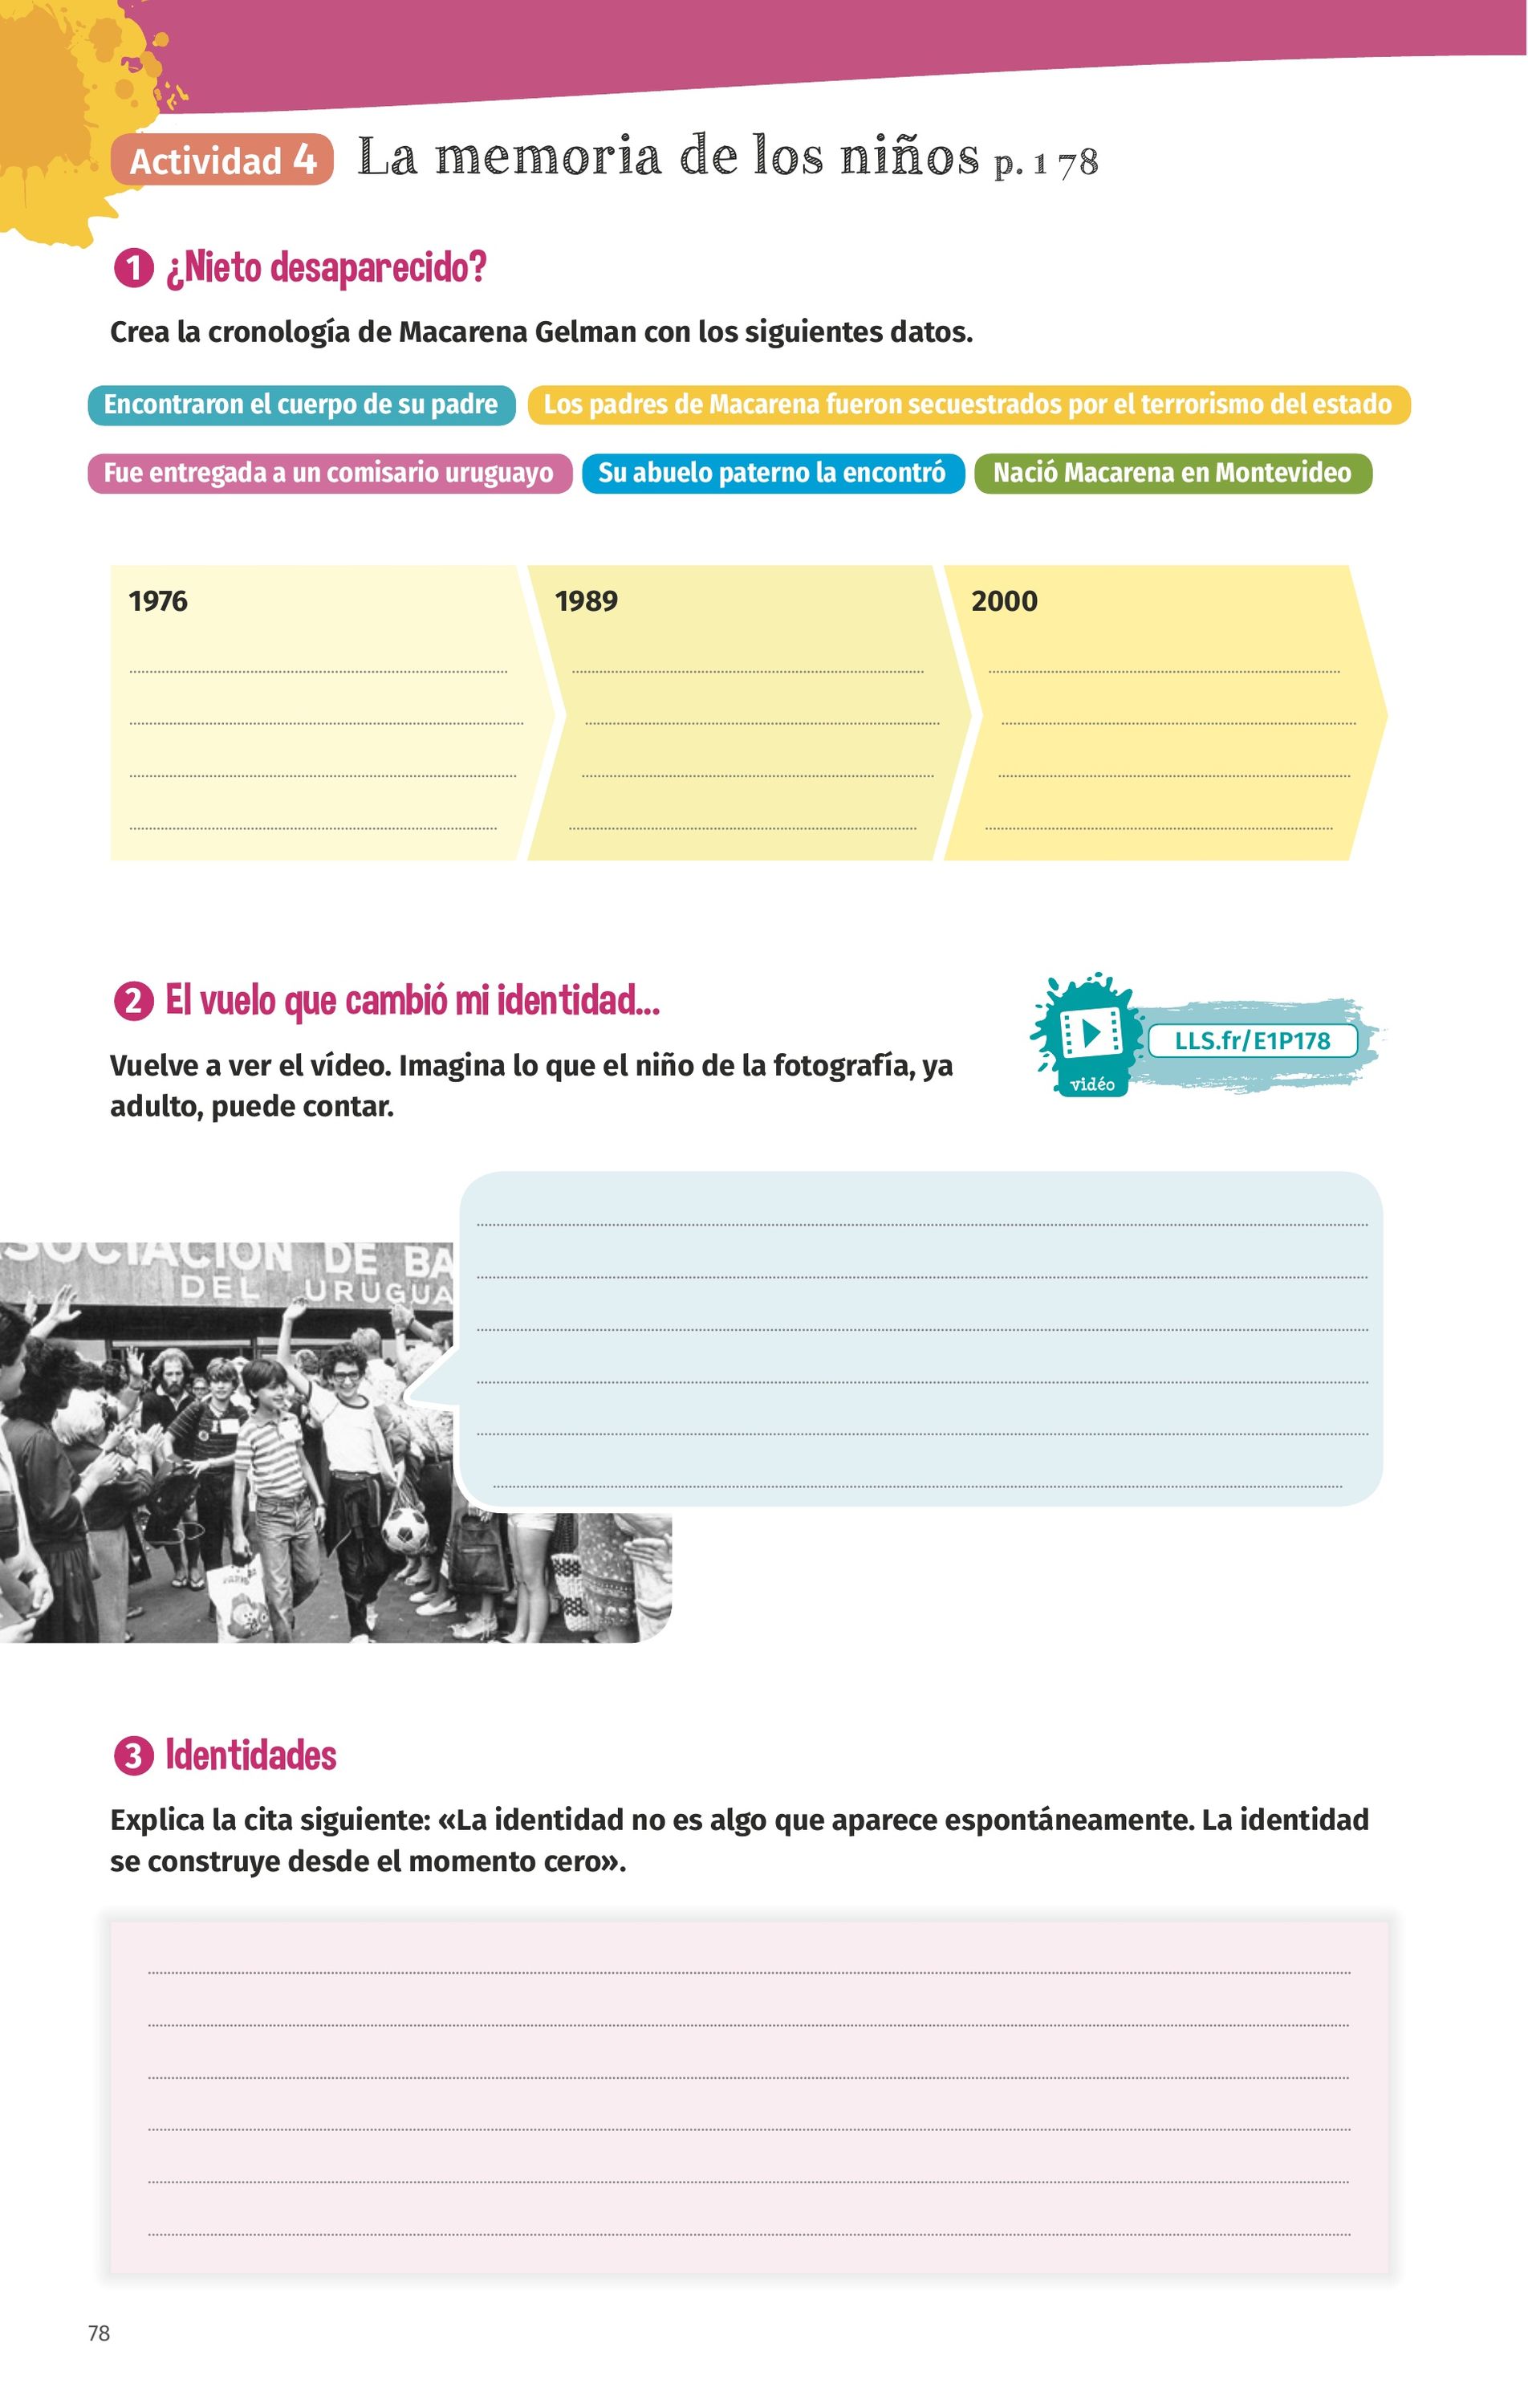 Actividad 4 La memoria de los niños p. 178
1 ¿Nieto desaparecido?
Crea la cronología de Macarena Gelman con los siguientes datos.
Encontraron el cuerpo de su padre Los padres de Macarena fueron secuestrados por el terrorismo del estado
Fue entregada a un comisario uruguayo Su abuelo paterno la encontró Nació Macarena en Montevideo
1976 1989 2000
2 El vuelo que cambió mi identidad...
LLS.fr/E1P178
vidéo
Vuelve a ver el vídeo. Imagina lo que el niño de la fotografía, ya
adulto, puede contar.
SOCIACION DE BA
DEL URUGUA
3 Identidades
Explica la cita siguiente: «La identidad no es algo que aparece espontáneamente. La identidad
se construye desde el momento cero».
78